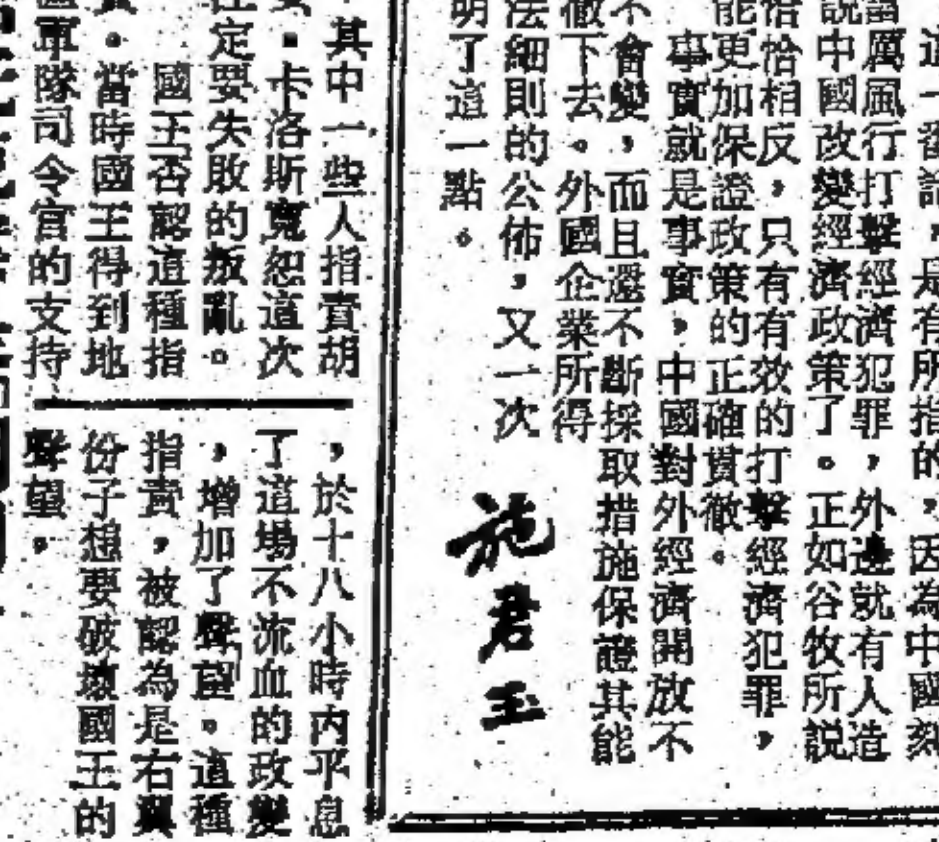 這一番話,是有所指的,因為中國刻
厲風行打擊經濟犯罪,外邊就有人造
說中國改變經濟政策了。正如谷牧所說
恰恰相反,只有有效的打擊經濟犯罪,
能更加保證政策的正確貫徹。
事實就是事實,中國對外經濟開放不
不會變,而且還不斷採取措施保證其能
徹下去。外國企業所得
法細則的公佈,又一次
明了這一點。
施君玉
,其中一些人指責胡
·卡洛斯寬恕這次
定要失敗的叛亂。
國王否認這種指
責。當時國王得到地
區軍隊司令官的支持
,於十八小時內平息
了這場不流血的政變
,增加了聲望。這種
指責,被認為是右翼
份子想要破壞國王的
聲望。